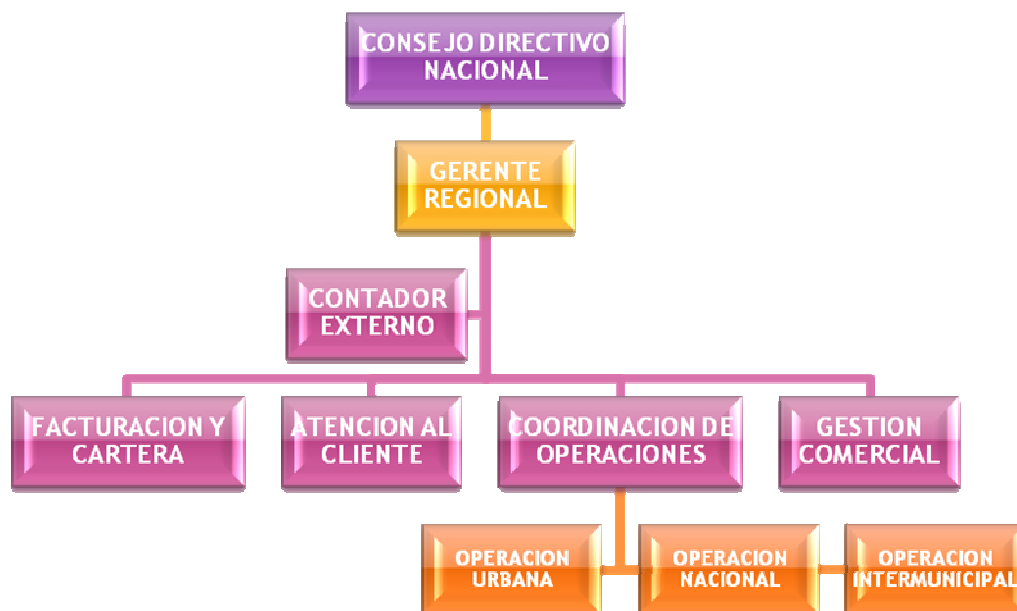 CONSEJO DIRECTIVO
NACIONAL
GERENTE
REGIONAL
CONTADOR
EXTERNO
FACTURACION Y
CARTERA
ATENCION AL
CLIENTE
COORDINACION DE
OPERACIONES
GESTION
COMERCIAL
OPERACION
URBANA
OPERACION
NACIONAL
OPERACION
INTERMUNICIPAL